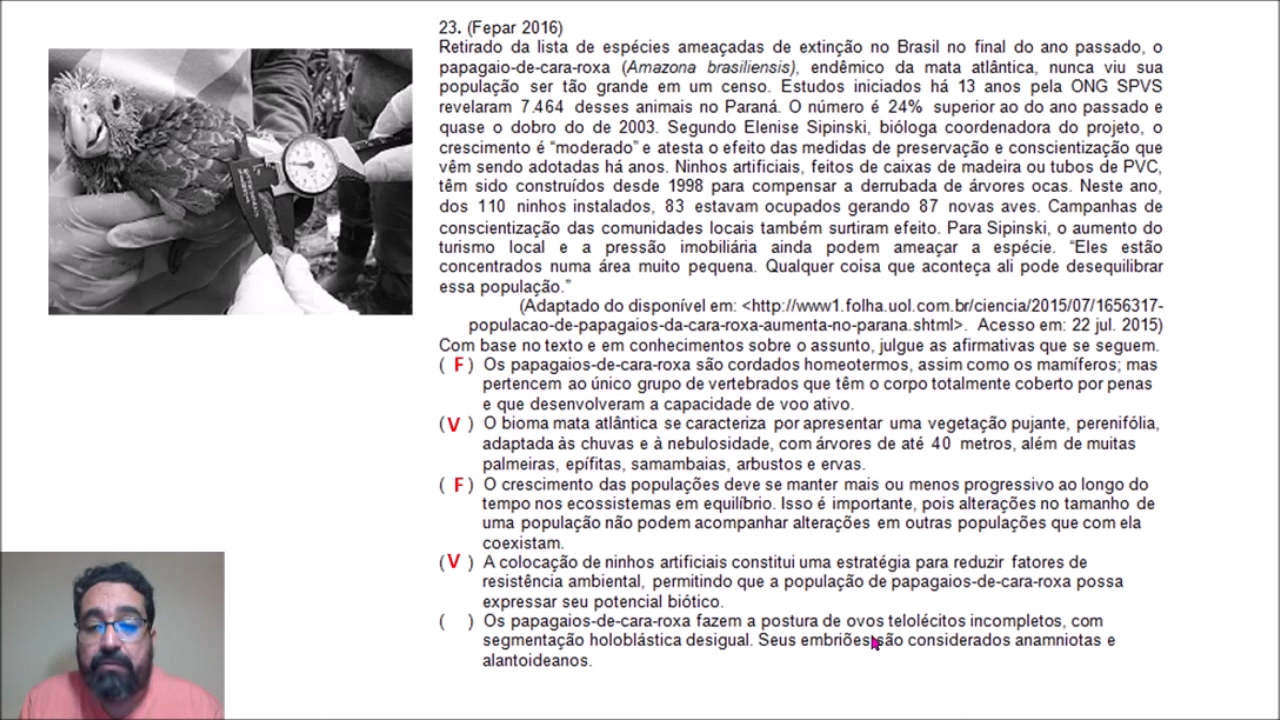 23. (Fepar 2016)
Retirado da lista de espécies ameaçadas de extinção no Brasil no final do ano passado, o
papagaio-de-cara-roxa (Amazona brasiliensis), endêmico da mata atlântica, nunca viu sua
população ser tão grande em um censo. Estudos iniciados há 13 anos pela ONG SPVS
revelaram 7.464 desses animais no Paraná. O número é 24% superior ao do ano passado e
quase o dobro do de 2003. Segundo Elenise Sipinski, bióloga coordenadora do projeto, o
crescimento é “moderado” e atesta o efeito das medidas de preservação e conscientização que
vêm sendo adotadas há anos. Ninhos artificiais, feitos de caixas de madeira ou tubos de PVC,
têm sido construídos desde 1998 para compensar a derrubada de árvores ocas. Neste ano,
dos 110 ninhos instalados, 83 estavam ocupados gerando 87 novas aves. Campanhas de
conscientização das comunidades locais também surtiram efeito. Para Sipinski, o aumento do
turismo local e a pressão imobiliária ainda podem ameaçar a espécie. “Eles estão
concentrados numa área muito pequena. Qualquer coisa que aconteça ali pode desequilibrar
essa população.”
(Adaptado do disponível em: <http://www1.folha.uol.com.br/ciencia/2015/07/1656317-
populacao-de-papagaios-da-cara-roxa-aumenta-no-parana.shtml>. Acesso em: 22 jul. 2015)
Com base no texto e em conhecimentos sobre o assunto, julgue as afirmativas que se seguem.
( F ) Os papagaios-de-cara-roxa são cordados homeotermos, assim como os mamíferos; mas
pertencem ao único grupo de vertebrados que têm o corpo totalmente coberto por penas
e que desenvolveram a capacidade de voo ativo.
( V ) O bioma mata atlântica se caracteriza por apresentar uma vegetação pujante, perenifólia,
adaptada às chuvas e à nebulosidade, com árvores de até 40 metros, além de muitas
palmeiras, epífitas, samambaias, arbustos e ervas.
( F ) O crescimento das populações deve se manter mais ou menos progressivo ao longo do
tempo nos ecossistemas em equilíbrio. Isso é importante, pois alterações no tamanho de
uma população não podem acompanhar alterações em outras populações que com ela
coexistam.
( V ) A colocação de ninhos artificiais constitui uma estratégia para reduzir fatores de
resistência ambiental, permitindo que a população de papagaios-de-cara-roxa possa
expressar seu potencial biótico.
( ) Os papagaios-de-cara-roxa fazem a postura de ovos telolécitos incompletos, com
segmentação holoblástica desigual. Seus embriões são considerados anamniotas e
alantoideanos.